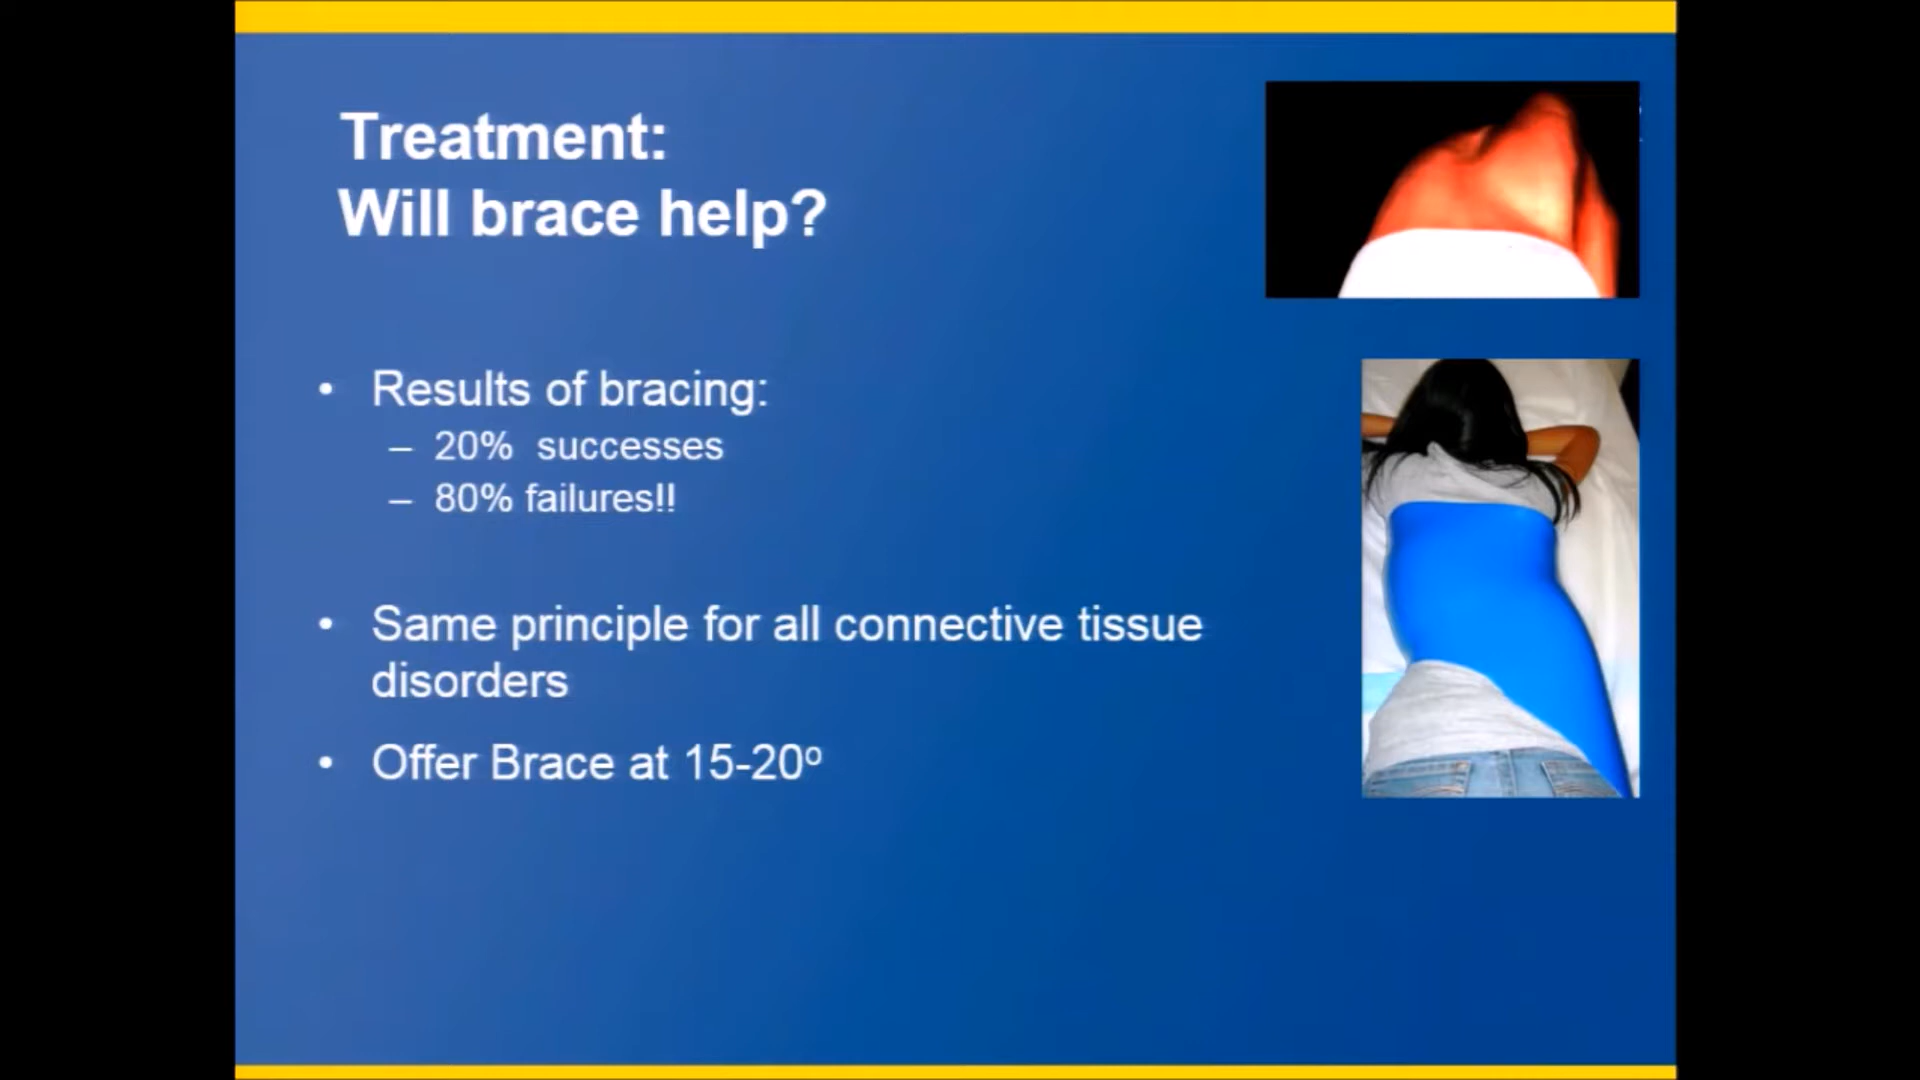 Treatment:
Will brace help?
• Results of bracing:
– 20% successes
– 80% failures!!
• Same principle for all connective tissue
disorders
• Offer Brace at 15-20º